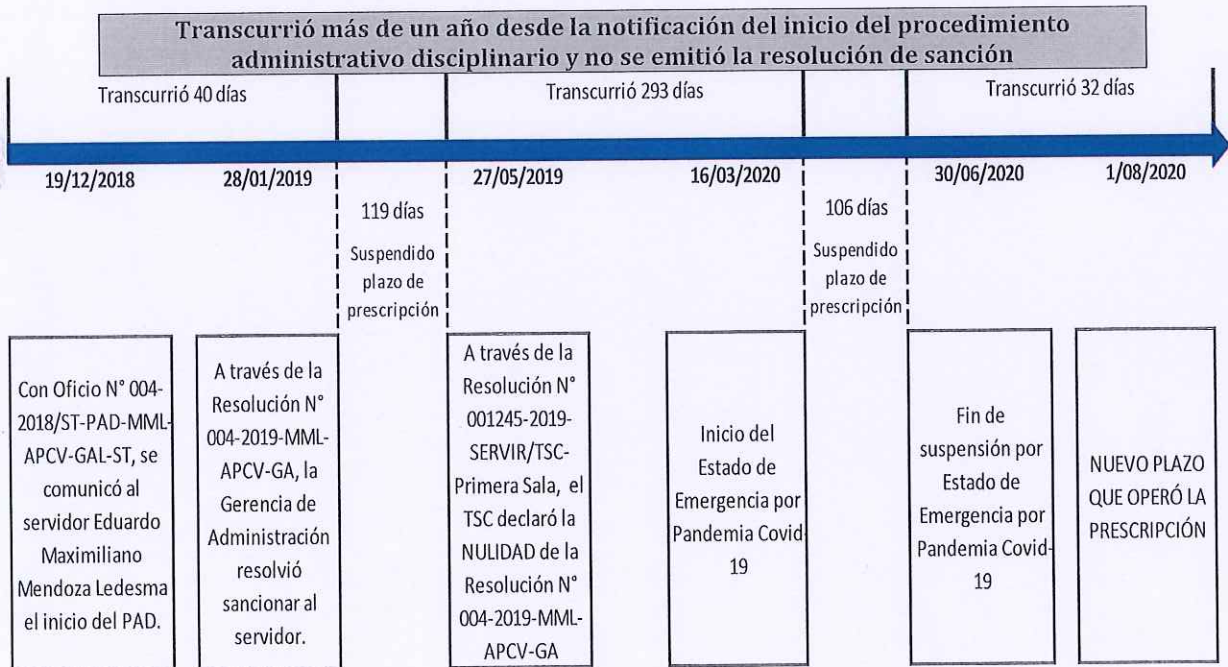 Transcurrió más de un año desde la notificación del inicio del procedimiento
administrativo disciplinario y no se emitió la resolución de sanción
Transcurrió 40 días
Transcurrió 293 días
Transcurrió 32 días
19/12/2018
28/01/2019
27/05/2019
16/03/2020
30/06/2020
1/08/2020
119 días
Suspendido
plazo de
prescripción
106 días
Suspendido
plazo de
prescripción
Con Oficio N° 004-
2018/ST-PAD-MML-
APCV-GAL-ST, se
comunicó al
servidor Eduardo
Maximiliano
Mendoza Ledesma
el inicio del PAD.
A través de la
Resolución N°
004-2019-MML-
APCV-GA, la
Gerencia de
Administración
resolvió
sancionar al
servidor.
A través de la
Resolución N°
001245-2019-
SERVIR/TSC-
Primera Sala, el
TSC declaró la
NULIDAD de la
Resolución N°
004-2019-MML-
APCV-GA
Inicio del
Estado de
Emergencia por
Pandemia Covid-
19
Fin de
suspensión por
Estado de
Emergencia por
Pandemia Covid-
19
NUEVO PLAZO
QUE OPERÓ LA
PRESCRIPCIÓN